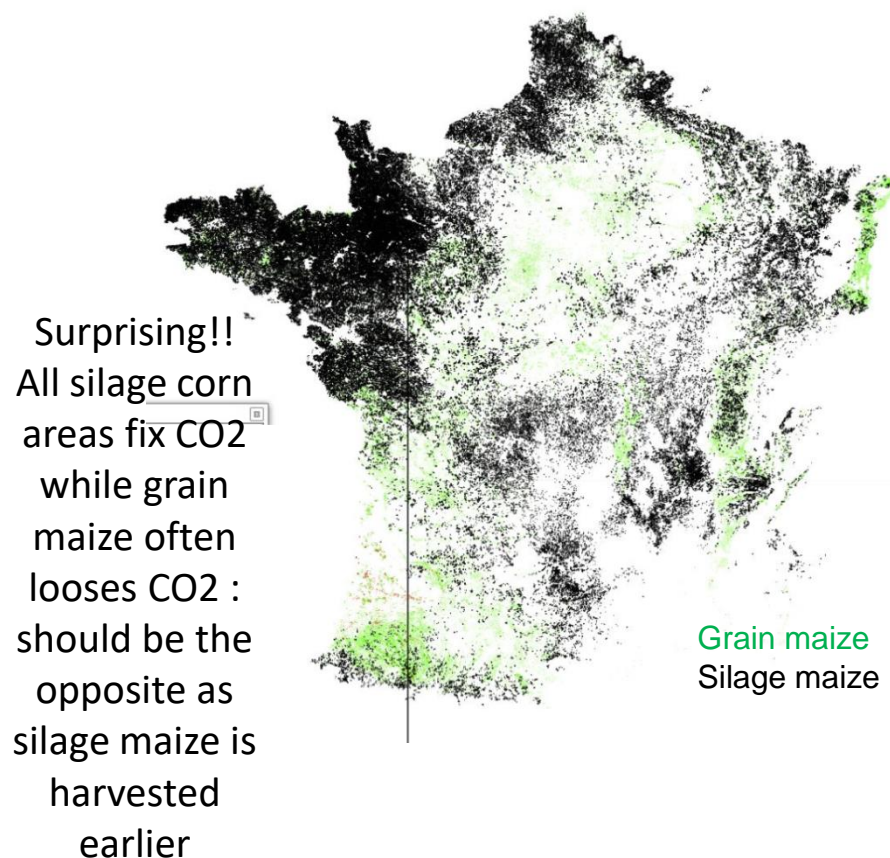 Surprising!!
All silage corn
areas fix CO2
while grain
maize often
looses CO2 :
should be the
opposite as
silage maize is
harvested
earlier
Grain maize
Silage maize